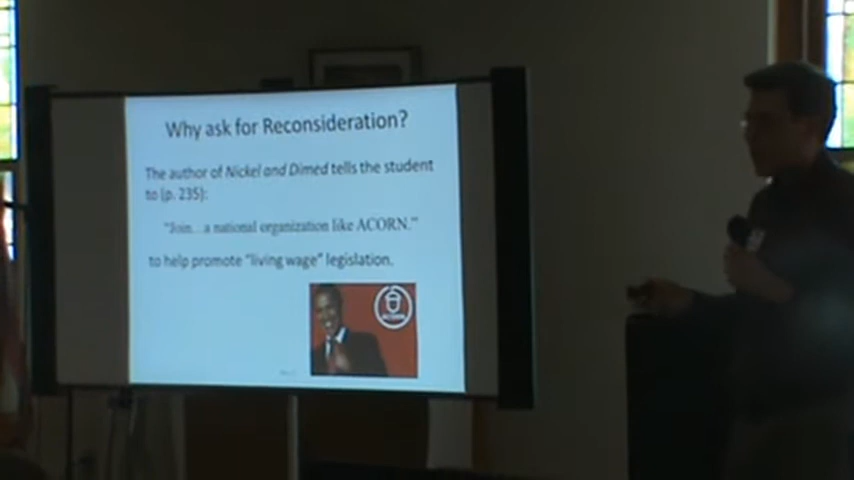 Why ask for Reconsideration?
The author of Nickel and Dimed tells the student
to (p. 235):
"Join...a national organization like ACORN."
to help promote "living wage" legislation.
ACORN